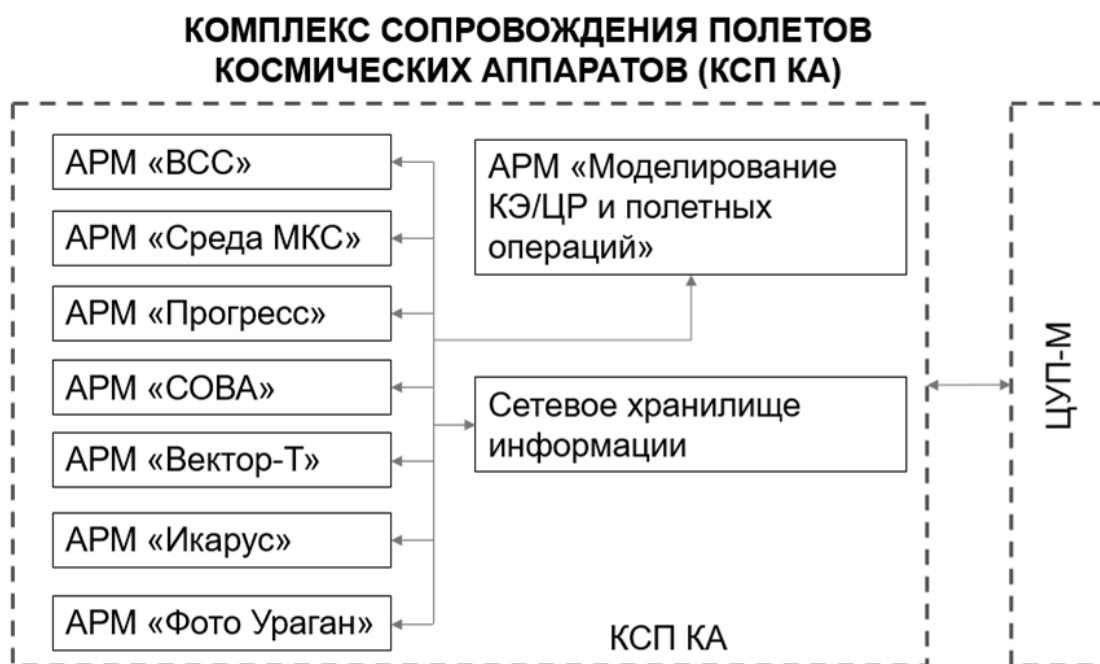 КОМПЛЕКС СОПРОВОЖДЕНИЯ ПОЛЕТОВ
КОСМИЧЕСКИХ АППАРАТОВ (КСП КА)
АРМ «ВСС»
АРМ «Среда МКС»
АРМ «Прогресс»
АРМ «СОВА»
АРМ «Вектор-Т»
АРМ «Икарус»
АРМ «Фото Ураган»
АРМ «Моделирование
КЭ/ЦР и полетных
операций»
Сетевое хранилище
информации
КСП КА
ЦУП-М